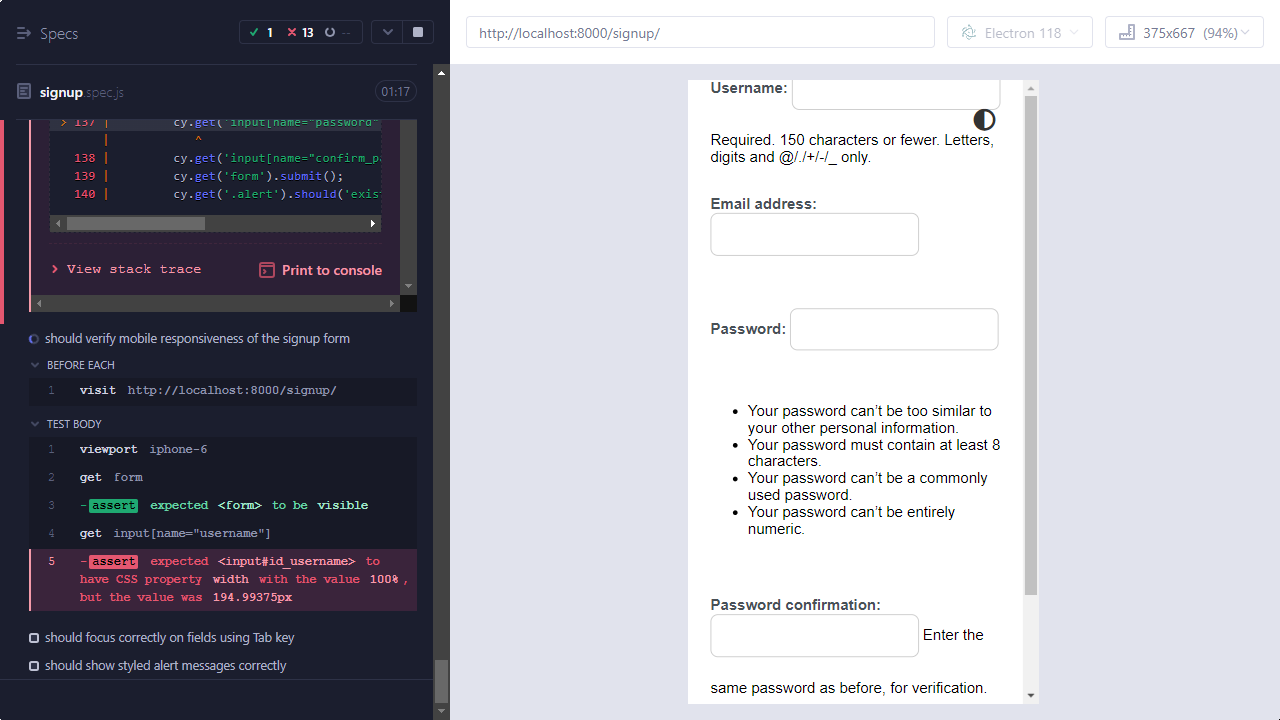 Specs
1 13 --
http://localhost:8000/signup/
Electron 118
375x667 (94%)
signup.spec.js
01:17
> 137 | cy.get('input[name="password"
| ^
138 | cy.get('input[name="confirm_pa
139 | cy.get('form').submit();
140 | cy.get('.alert').should('exist
View stack trace
Print to console
should verify mobile responsiveness of the signup form
BEFORE EACH
1 visit http://localhost:8000/signup/
TEST BODY
1 viewport iphone-6
2 get form
3 -assert expected <form> to be visible
4 get input[name="username"]
5 -assert expected <input#id_username> to
have CSS property width with the value 100%,
but the value was 194.99375px
should focus correctly on fields using Tab key
should show styled alert messages correctly
Username:
Required. 150 characters or fewer. Letters,
digits and @/./+/-/_ only.
Email address:
Password:
• Your password can’t be too similar to
your other personal information.
• Your password must contain at least 8
characters.
• Your password can’t be a commonly
used password.
• Your password can’t be entirely
numeric.
Password confirmation:
Enter the
same password as before, for verification.